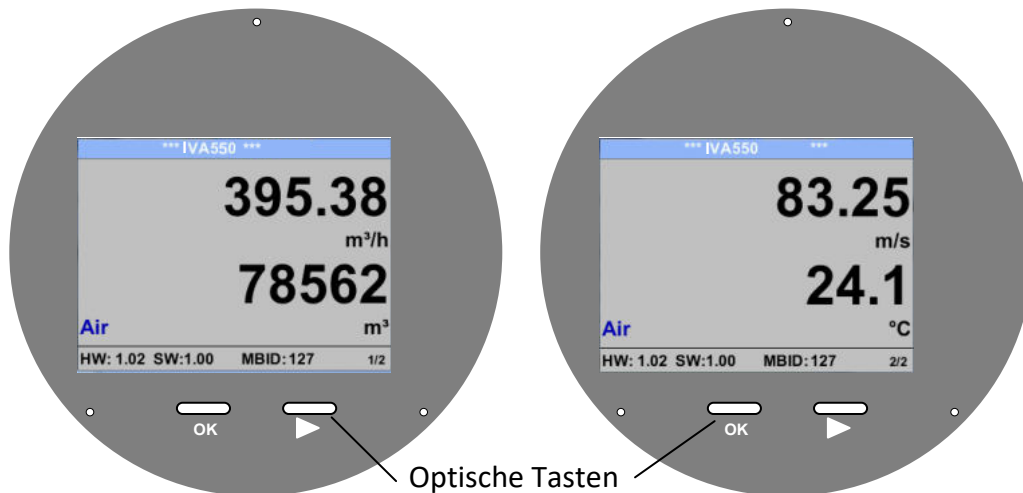 *** IVA550 ***
395.38
m³/h
78562
Air m³
HW: 1.02 SW:1.00 MBID:127 1/2
OK
*** IVA550 ***
83.25
m/s
24.1
Air °C
HW: 1.02 SW:1.00 MBID:127 2/2
OK
Optische Tasten